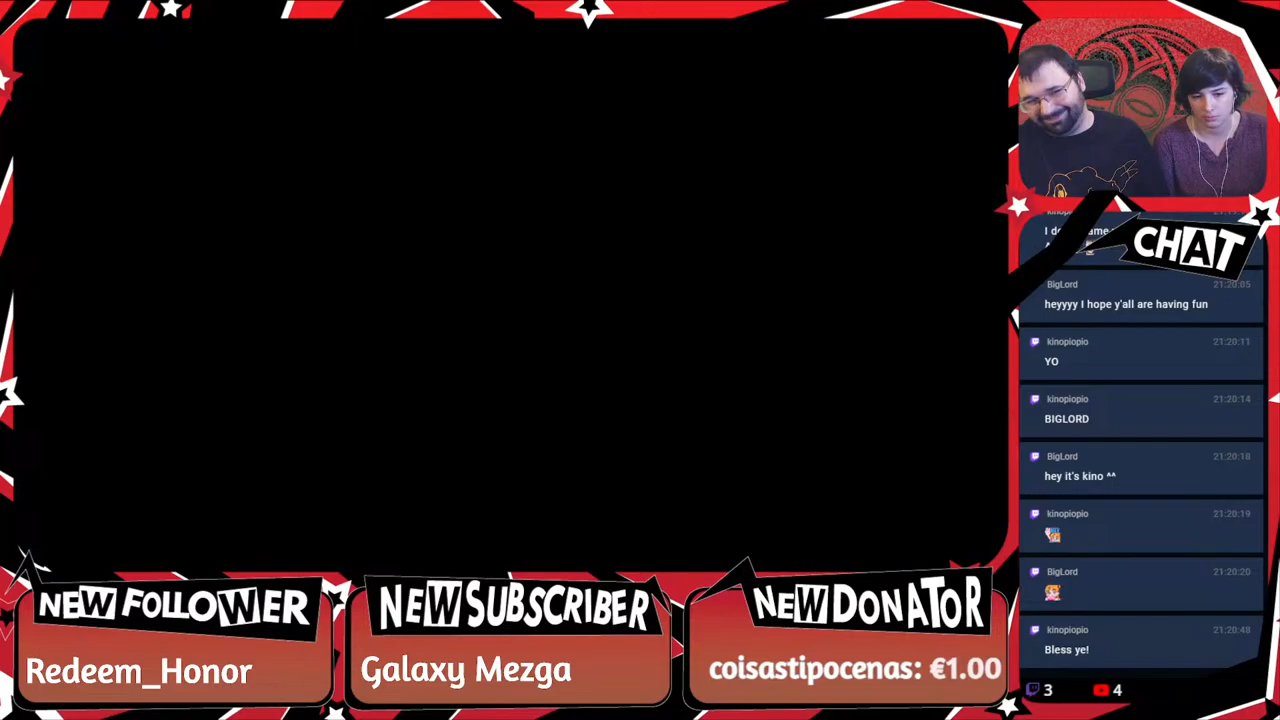 CHAT
21:20:05
BigLord
heyyyy I hope y'all are having fun
kinopiopio 21:20:11
YO
kinopiopio 21:20:14
BIGLORD
BigLord 21:20:18
hey it's kino ^^
kinopiopio 21:20:19
BigLord 21:20:20
kinopiopio 21:20:48
Bless ye!
3 4
NEW FOLLOWER
Redeem_Honor
NEW SUBSCRIBER
Galaxy Mezga
NEW DONATOR
coisastipocenas: €1.00